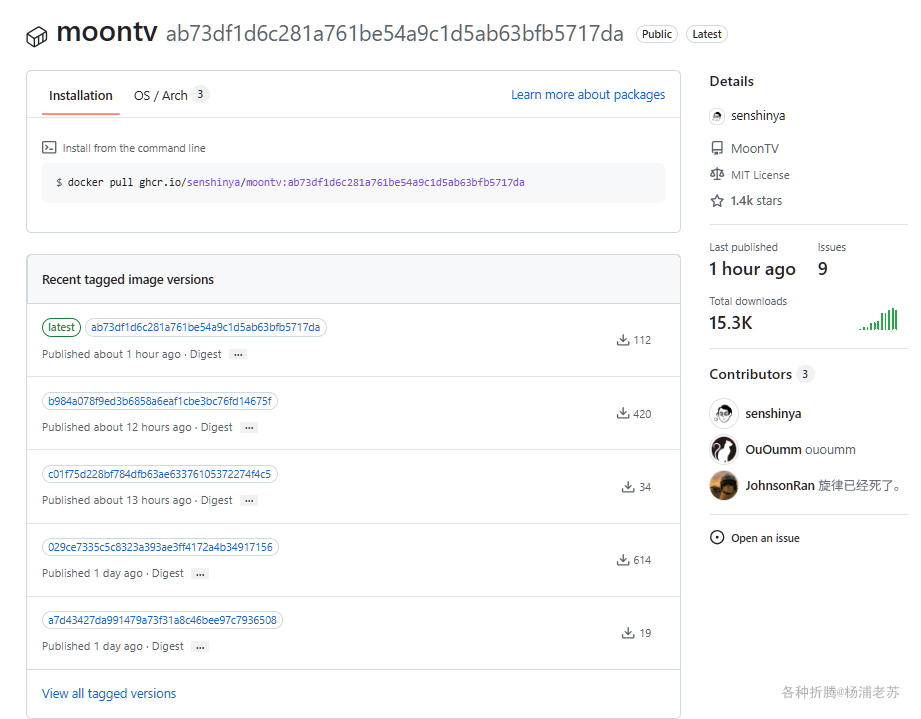 moontv ab73df1d6c281a761be54a9c1d5ab63bfb5717da Public Latest
Installation OS / Arch 3 Learn more about packages
Install from the command line
$ docker pull ghcr.io/senshinya/moontv:ab73df1d6c281a761be54a9c1d5ab63bfb5717da
Recent tagged image versions
latest ab73df1d6c281a761be54a9c1d5ab63bfb5717da
Published about 1 hour ago · Digest ...
112
b984a078f9ed3b6858a6eaf1cbe3bc76fd14675f
Published about 12 hours ago · Digest ...
420
c01f75d228bf784dfb63ae63376105372274f4c5
Published about 13 hours ago · Digest ...
34
029ce7335c5c8323a393ae3ff4172a4b34917156
Published 1 day ago · Digest ...
614
a7d43427da991479a73f31a8c46bee97c7936508
Published 1 day ago · Digest ...
19
View all tagged versions
Details
senshinya
MoonTV
MIT License
1.4k stars
Last published Issues
1 hour ago 9
Total downloads
15.3K
Contributors 3
senshinya
OuOumm ououmm
JohnsonRan 旋律已经死了。
Open an issue
各种折腾@杨浦老苏